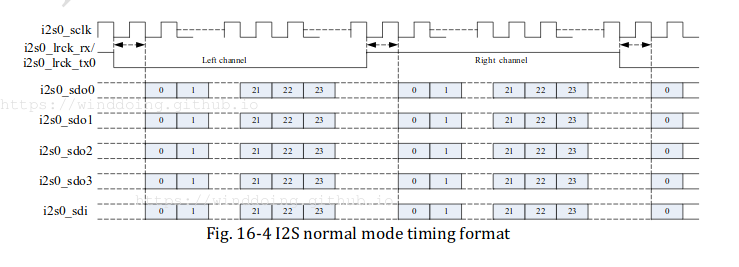 i2s0_sclk
i2s0_lrck_rx/
i2s0_lrck_tx0
Left channel
Right channel
i2s0_sdo0
0 1 21 22 23 0 1 21 22 23 0
https://winddoing.github.io
i2s0_sdo1
0 1 21 22 23 0 1 21 22 23 0
i2s0_sdo2
0 1 21 22 23 0 1 21 22 23 0
i2s0_sdo3
0 1 21 22 23 0 1 21 22 23 0
https://winddoing.github.io
i2s0_sdi
0 1 21 22 23 0 1 21 22 23 0
Fig. 16-4 I2S normal mode timing format